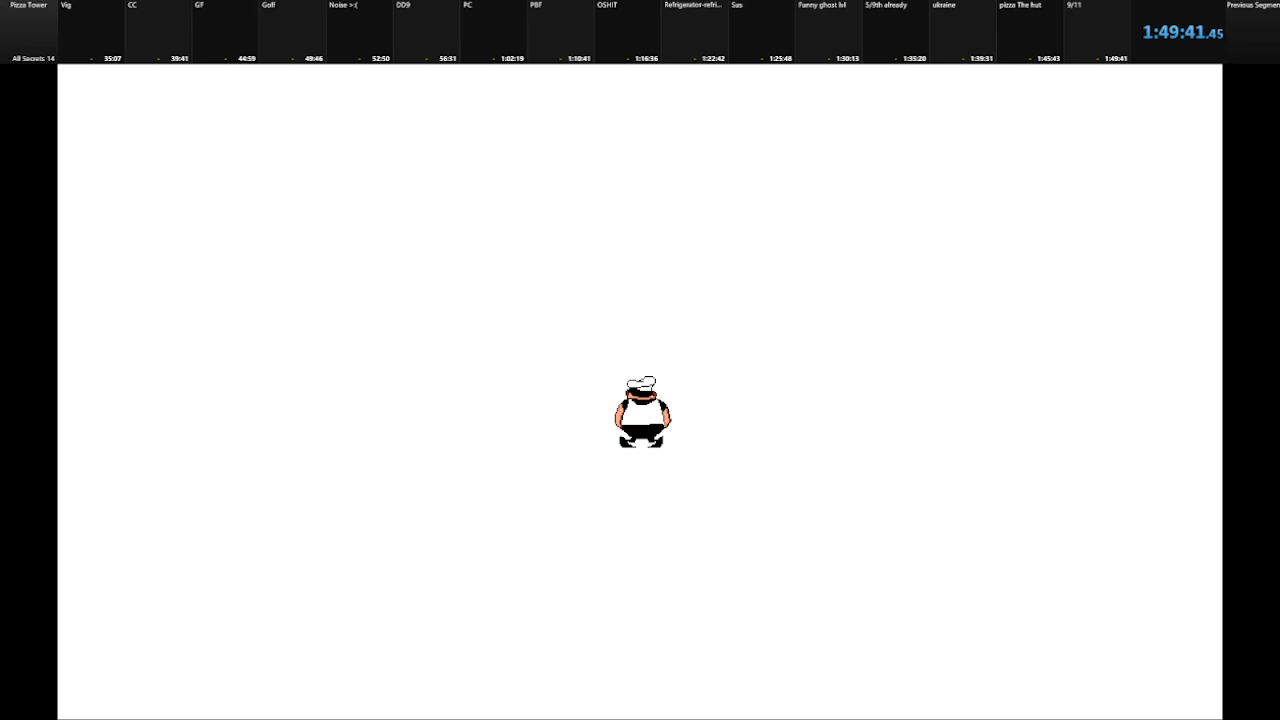 Pizza Tower Vig CC GF Golf Noise >:( DD9 PC PBF OSHIT Refrigerator-refri... Sus Funny ghost lvl 5/9th already ukraine pizza The hut 9/11 Previous Segment
1:49:41.45
All Secrets 14 - 35:07 - 39:41 - 44:59 - 49:46 - 52:50 - 56:31 - 1:02:19 - 1:10:41 - 1:16:36 - 1:22:42 - 1:25:48 - 1:30:13 - 1:35:20 - 1:39:31 - 1:45:43 - 1:49:41